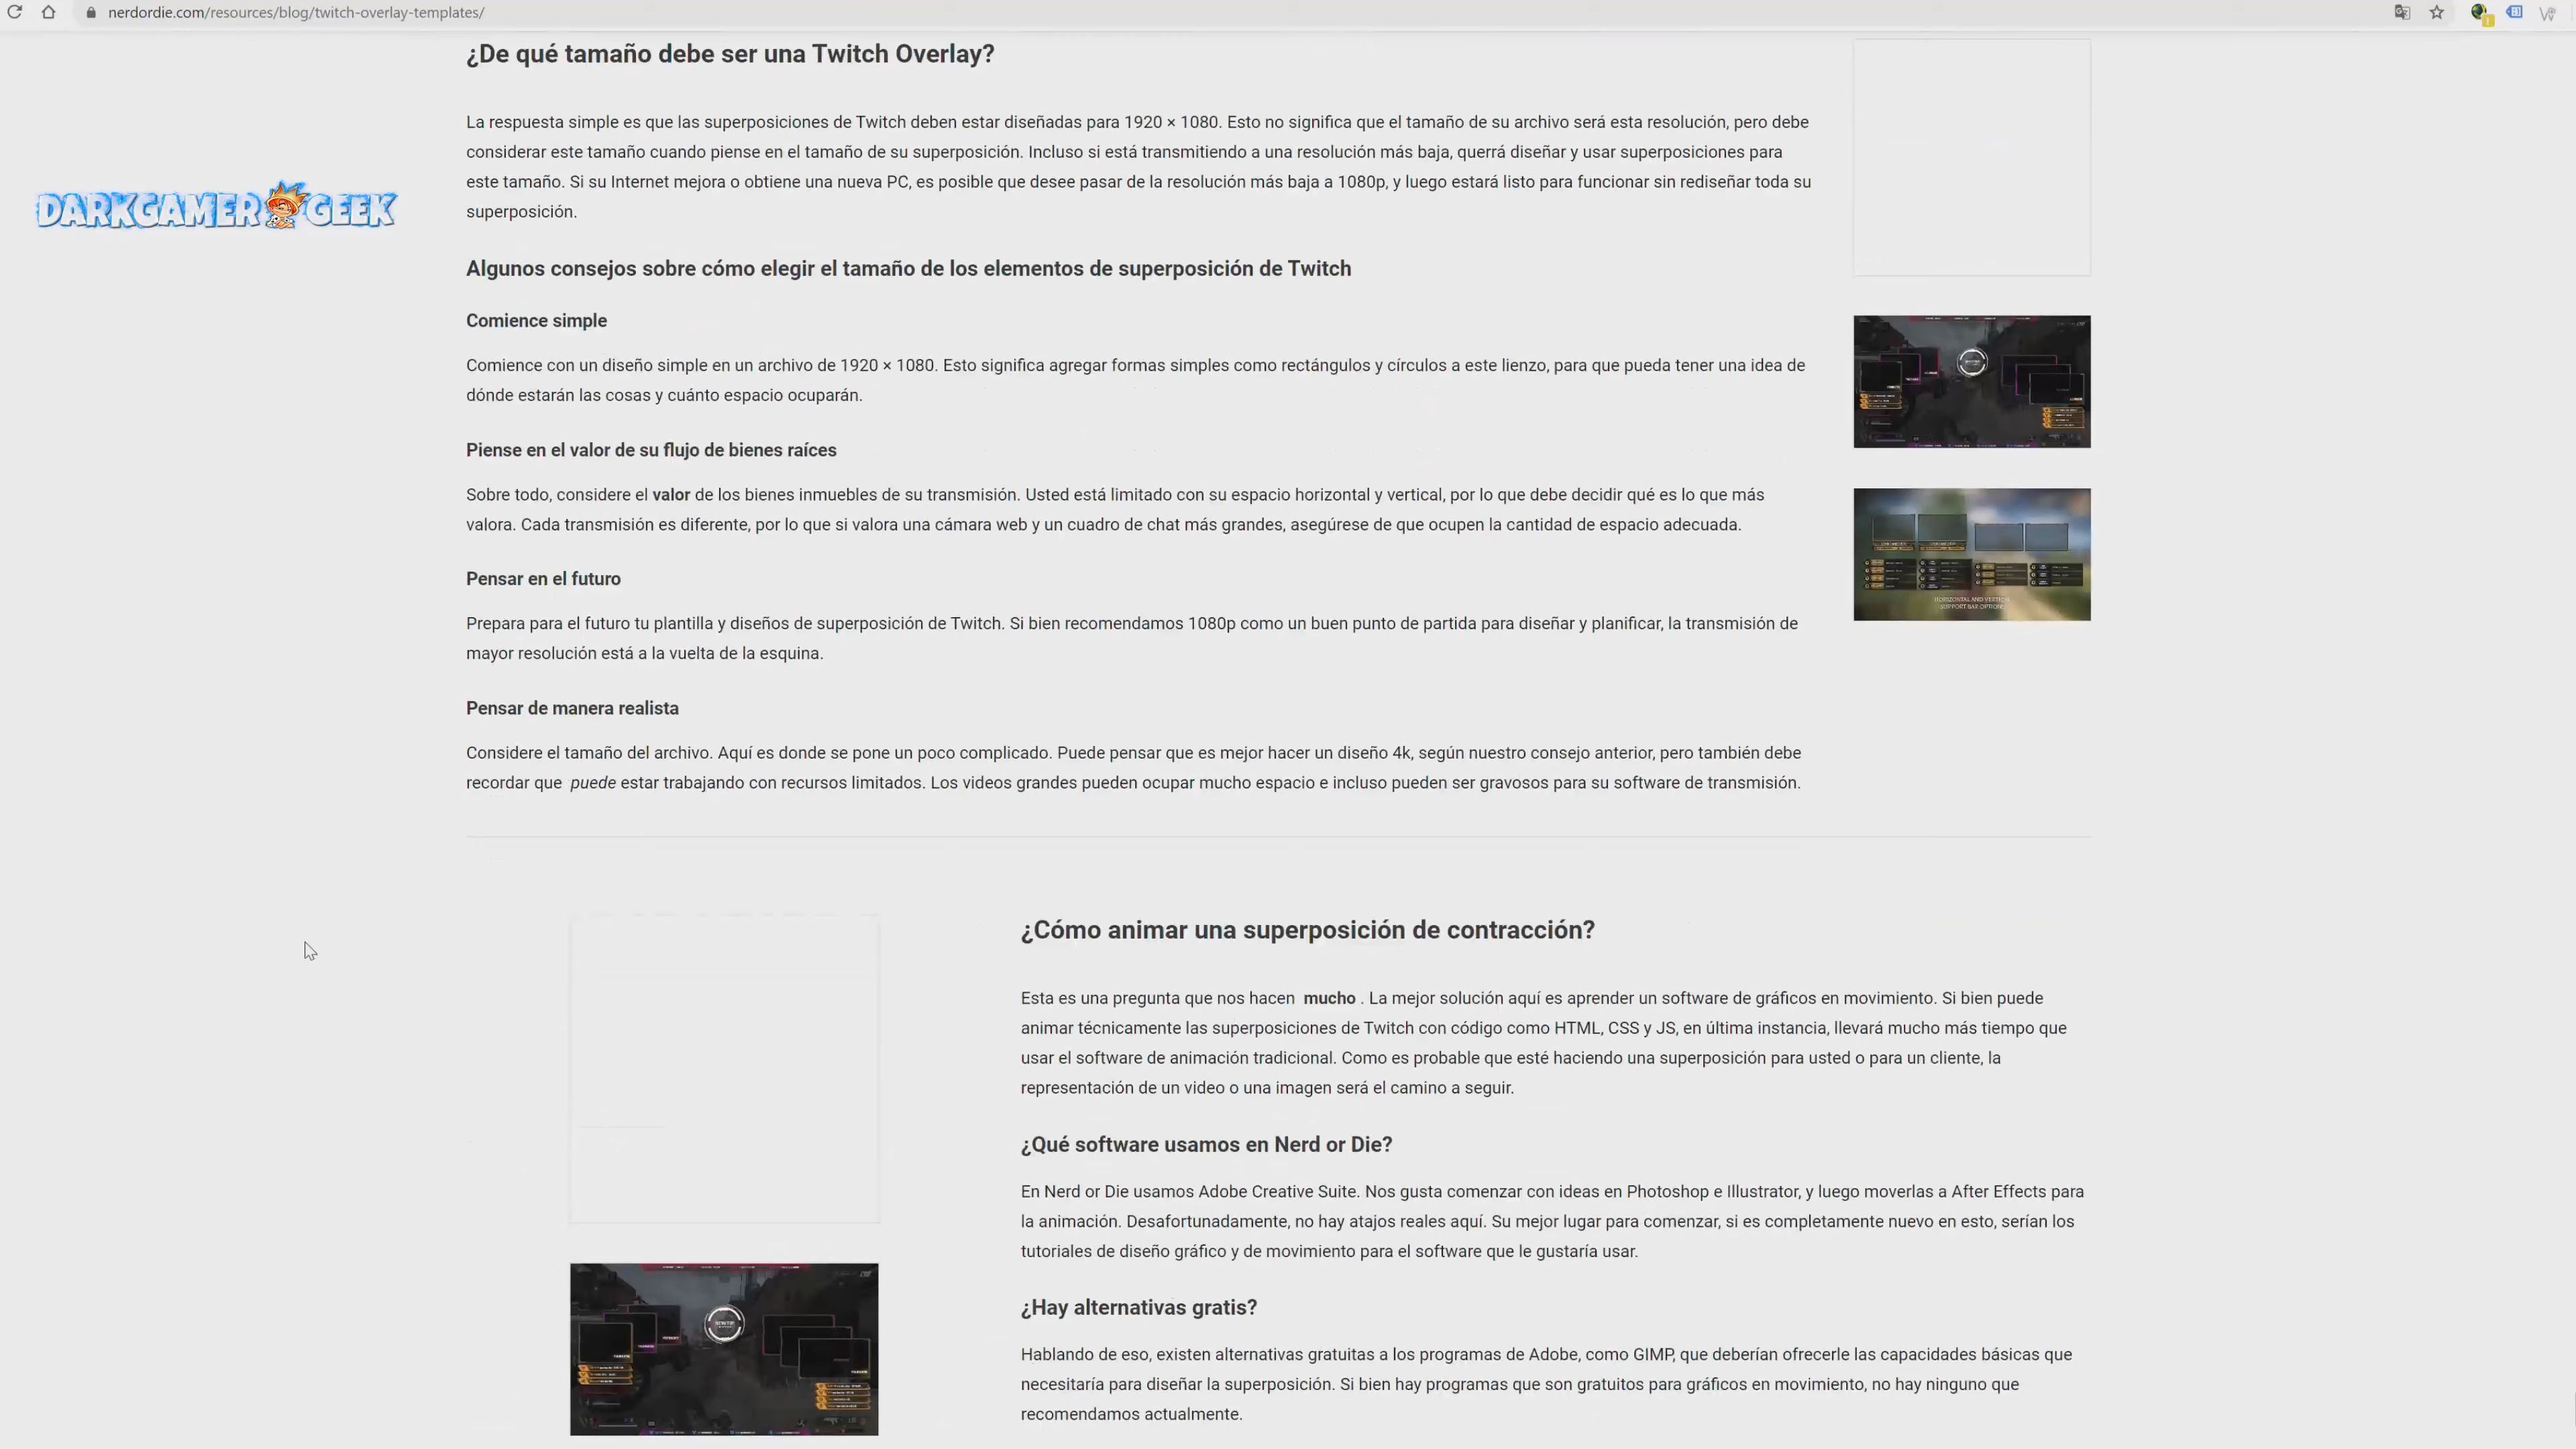 nerdordie.com/resources/blog/twitch-overlay-templates/
¿De qué tamaño debe ser una Twitch Overlay?
La respuesta simple es que las superposiciones de Twitch deben estar diseñadas para 1920 × 1080. Esto no significa que el tamaño de su archivo será esta resolución, pero debe
considerar este tamaño cuando piense en el tamaño de su superposición. Incluso si está transmitiendo a una resolución más baja, querrá diseñar y usar superposiciones para
este tamaño. Si su Internet mejora o obtiene una nueva PC, es posible que desee pasar de la resolución más baja a 1080p, y luego estará listo para funcionar sin rediseñar toda su
superposición.
DARKGAMER GEEK
Algunos consejos sobre cómo elegir el tamaño de los elementos de superposición de Twitch
Comience simple
Comience con un diseño simple en un archivo de 1920 × 1080. Esto significa agregar formas simples como rectángulos y círculos a este lienzo, para que pueda tener una idea de
dónde estarán las cosas y cuánto espacio ocuparán.
Piense en el valor de su flujo de bienes raíces
Sobre todo, considere el valor de los bienes inmuebles de su transmisión. Usted está limitado con su espacio horizontal y vertical, por lo que debe decidir qué es lo que más
valora. Cada transmisión es diferente, por lo que si valora una cámara web y un cuadro de chat más grandes, asegúrese de que ocupen la cantidad de espacio adecuada.
HORIZONTAL AND VERTICAL
SUPPORT BAR OPTIONS
Pensar en el futuro
Prepara para el futuro tu plantilla y diseños de superposición de Twitch. Si bien recomendamos 1080p como un buen punto de partida para diseñar y planificar, la transmisión de
mayor resolución está a la vuelta de la esquina.
Pensar de manera realista
Considere el tamaño del archivo. Aquí es donde se pone un poco complicado. Puede pensar que es mejor hacer un diseño 4k, según nuestro consejo anterior, pero también debe
recordar que puede estar trabajando con recursos limitados. Los videos grandes pueden ocupar mucho espacio e incluso pueden ser gravosos para su software de transmisión.
¿Cómo animar una superposición de contracción?
Esta es una pregunta que nos hacen mucho . La mejor solución aquí es aprender un software de gráficos en movimiento. Si bien puede
animar técnicamente las superposiciones de Twitch con código como HTML, CSS y JS, en última instancia, llevará mucho más tiempo que
usar el software de animación tradicional. Como es probable que esté haciendo una superposición para usted o para un cliente, la
representación de un video o una imagen será el camino a seguir.
¿Qué software usamos en Nerd or Die?
En Nerd or Die usamos Adobe Creative Suite. Nos gusta comenzar con ideas en Photoshop e Illustrator, y luego moverlas a After Effects para
la animación. Desafortunadamente, no hay atajos reales aquí. Su mejor lugar para comenzar, si es completamente nuevo en esto, serían los
tutoriales de diseño gráfico y de movimiento para el software que le gustaría usar.
¿Hay alternativas gratis?
Hablando de eso, existen alternativas gratuitas a los programas de Adobe, como GIMP, que deberían ofrecerle las capacidades básicas que
necesitaría para diseñar la superposición. Si bien hay programas que son gratuitos para gráficos en movimiento, no hay ninguno que
recomendamos actualmente.